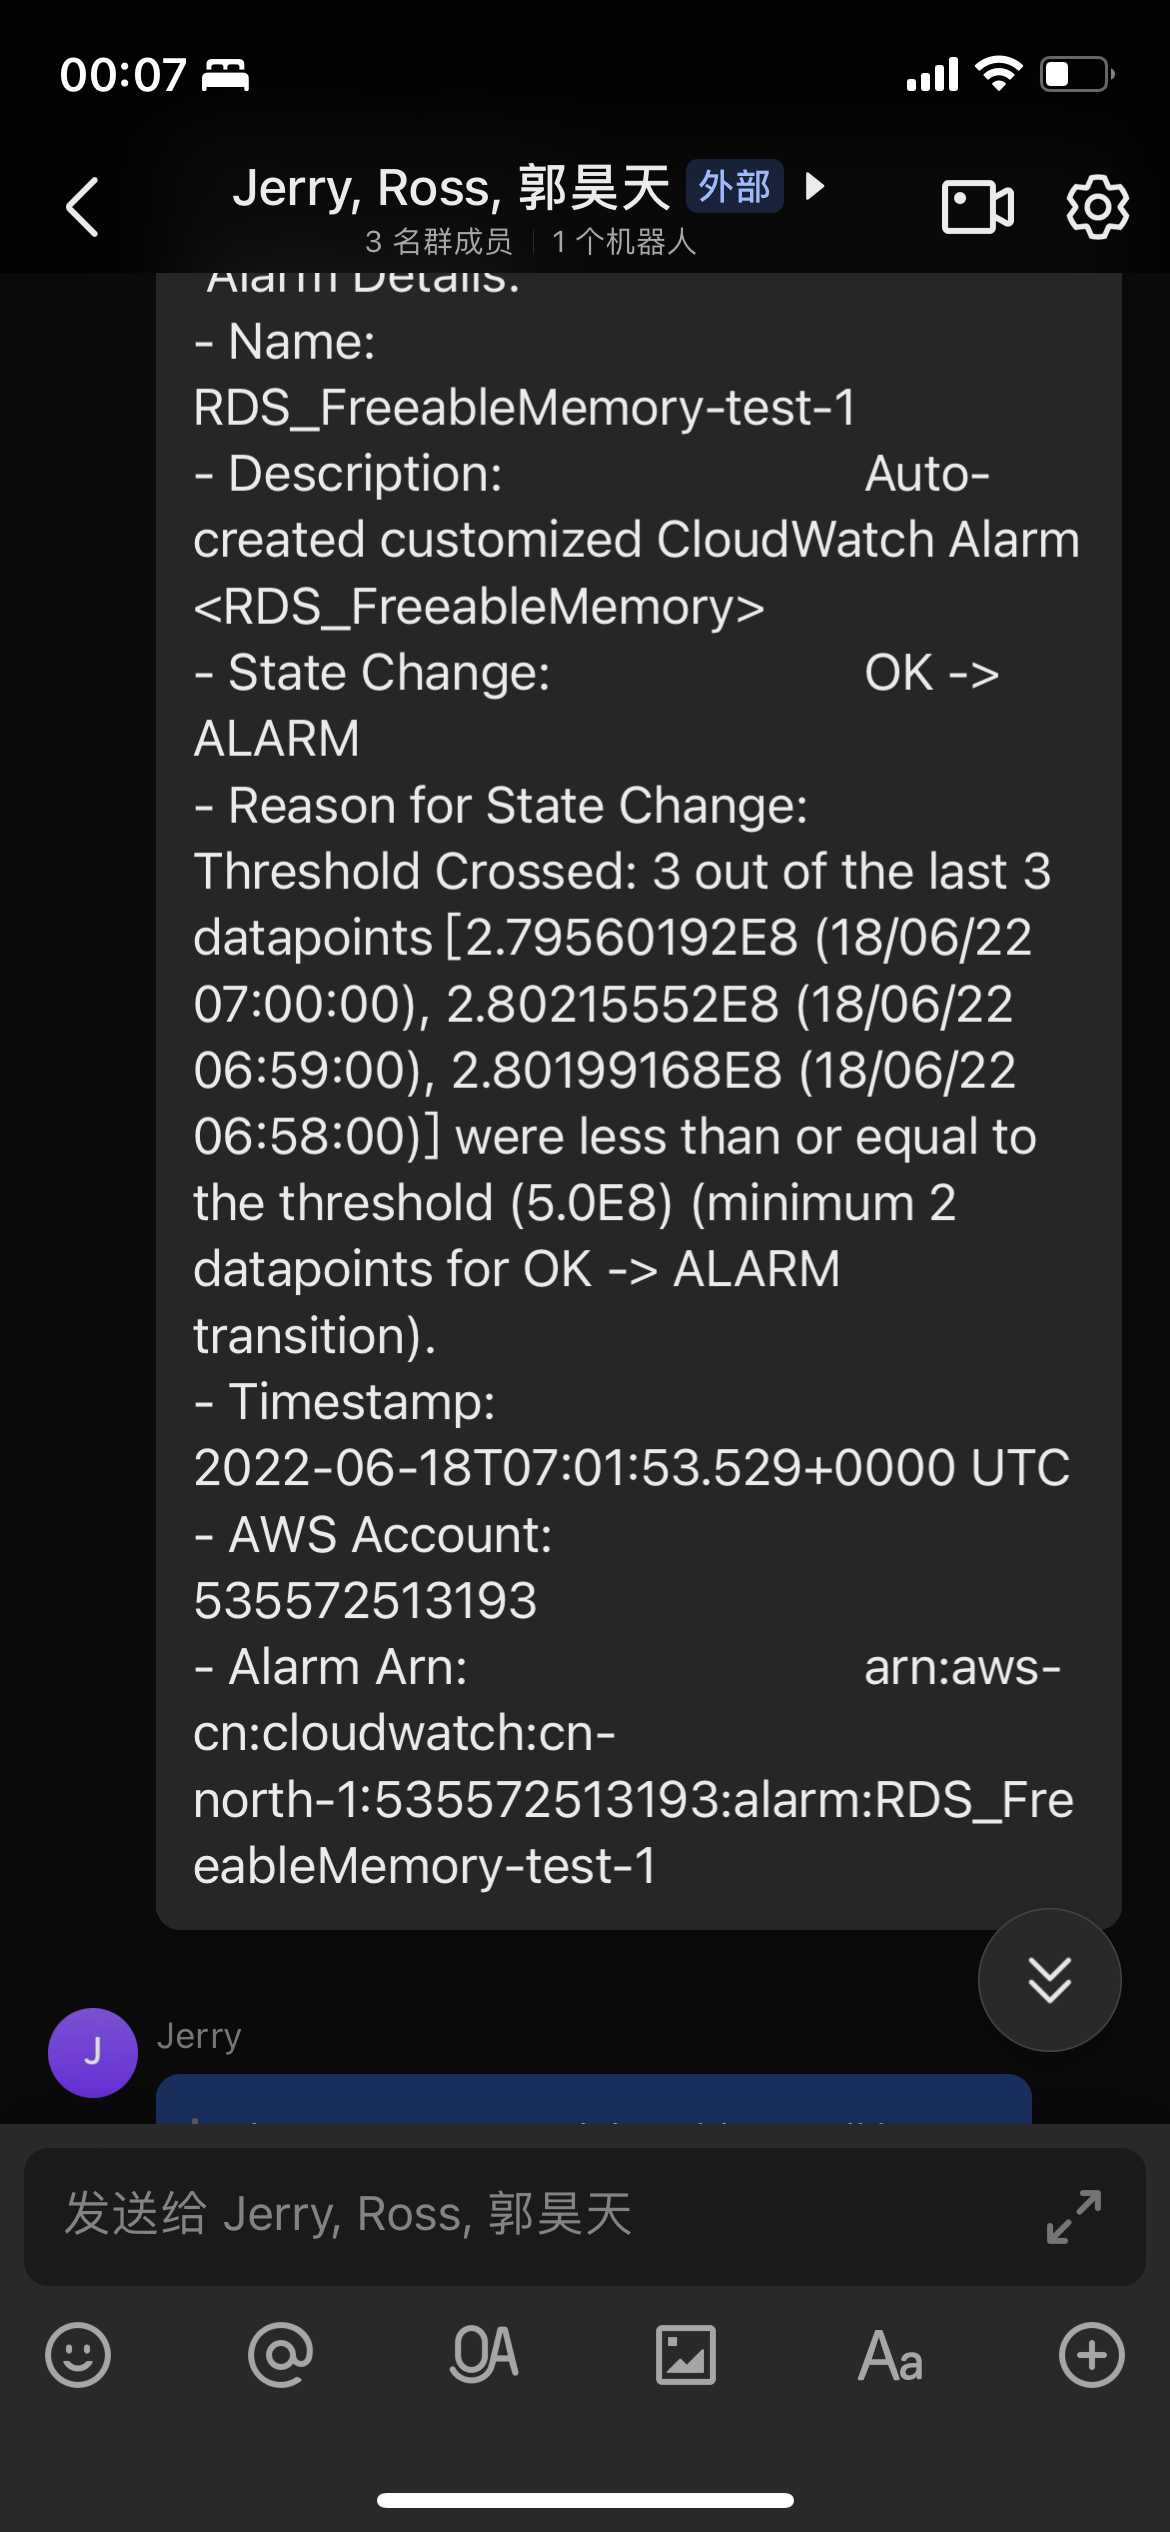 00:07
Jerry, Ross, 郭昊天 外部
3 名群成员 1 个机器人
Alarm Details:
- Name:
RDS_FreeableMemory-test-1
- Description: Auto-
created customized CloudWatch Alarm
<RDS_FreeableMemory>
- State Change: OK ->
ALARM
- Reason for State Change:
Threshold Crossed: 3 out of the last 3
datapoints [2.79560192E8 (18/06/22
07:00:00), 2.80215552E8 (18/06/22
06:59:00), 2.80199168E8 (18/06/22
06:58:00)] were less than or equal to
the threshold (5.0E8) (minimum 2
datapoints for OK -> ALARM
transition).
- Timestamp:
2022-06-18T07:01:53.529+0000 UTC
- AWS Account:
535572513193
- Alarm Arn: arn:aws-
cn:cloudwatch:cn-
north-1:535572513193:alarm:RDS_Fre
eableMemory-test-1
J
Jerry
发送给 Jerry, Ross, 郭昊天
OA
Aa